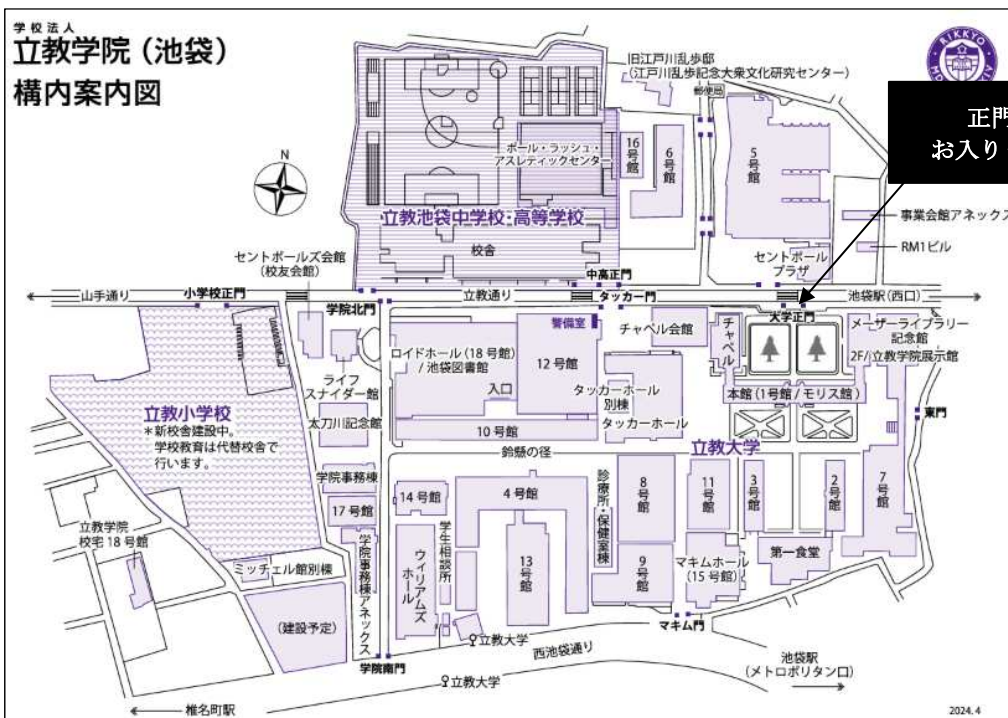 学校法人
立教学院（池袋）
構内案内図
RIKKYO
正門
お入り
旧江戸川乱歩邸
(江戸川乱歩記念大衆文化研究センター)
郵便局
ポール・ラッシュ・
アスレティックセンター
16号館
6号館
5号館
N
立教池袋中学校・高等学校
校舎
事業会館アネックス
RM1ビル
セントポール
プラザ
セントポールズ会館
(校友会館)
中高正門
山手通り
小学校正門
学院北門
立教通り
タッカー門
大学正門
池袋駅(西口)
警備室
チャペル会館
チャペル
メーザーライブラリー
記念館
2F/立教学院展示館
ロイドホール(18号館)
/池袋図書館
12号館
入口
ライフ
スナイダー館
タッカーホール
別棟
タッカーホール
本館(1号館/モリス館)
東門
立教小学校
＊新校舎建設中。
学校教育は代替校舎で
行います。
太刀川記念館
10号館
立教大学
鈴懸の径
学院事務棟
17号館
14号館
4号館
診療所・保健室棟
8号館
11号館
3号館
2号館
7号館
立教学院
校宅18号館
学生相談所
ウィリアムズ
ホール
13号館
9号館
マキムホール
(15号館)
第一食堂
ミッチェル館別棟
学院事務棟アネックス
(建設予定)
マキム門
立教大学
西池袋通り
学院南門
池袋駅
(メトロポリタン口)
立教大学
椎名町駅
2024.4